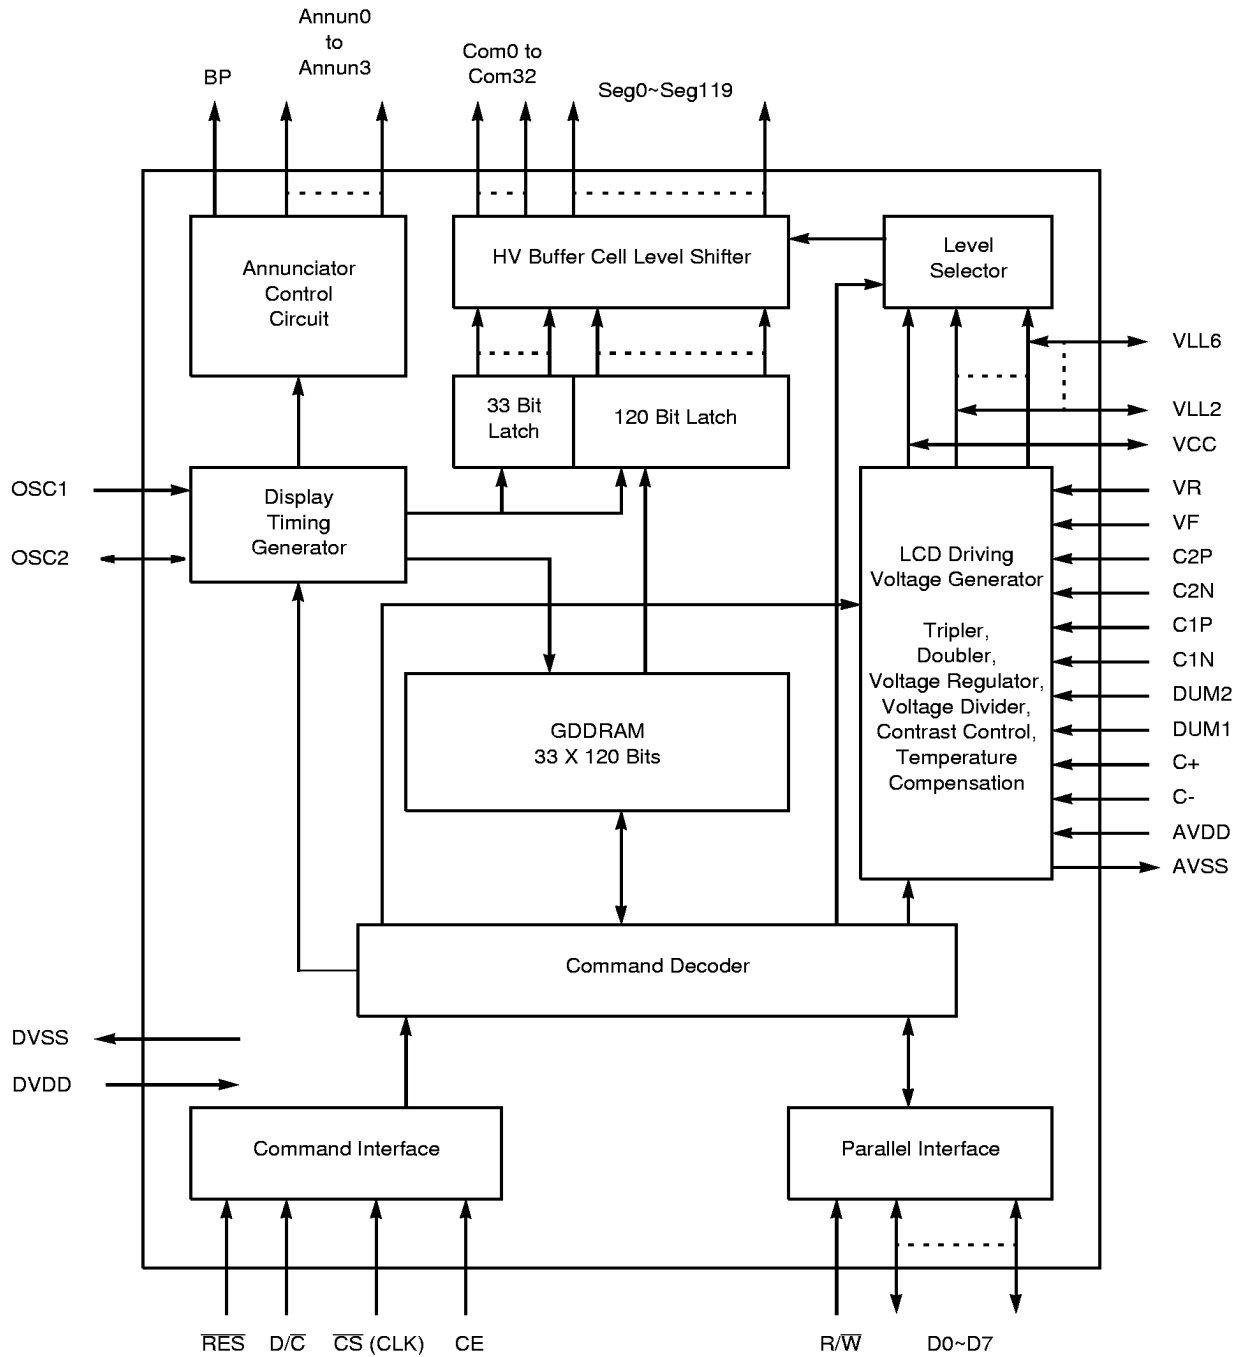 Annun0
to
Annun3
BP
Com0 to
Com32
Seg0~Seg119
Annunciator
Control
Circuit
HV Buffer Cell Level Shifter
Level
Selector
33 Bit
Latch
120 Bit Latch
VLL6
VLL2
VCC
OSC1
OSC2
Display
Timing
Generator
LCD Driving
Voltage Generator
Tripler,
Doubler,
Voltage Regulator,
Voltage Divider,
Contrast Control,
Temperature
Compensation
VR
VF
C2P
C2N
C1P
C1N
DUM2
DUM1
C+
C-
AVDD
AVSS
GDDRAM
33 X 120 Bits
Command Decoder
DVSS
DVDD
Command Interface
Parallel Interface
R̅E̅S̅
D/C̅
C̅S̅ (CLK)
CE
R/W̅
D0~D7